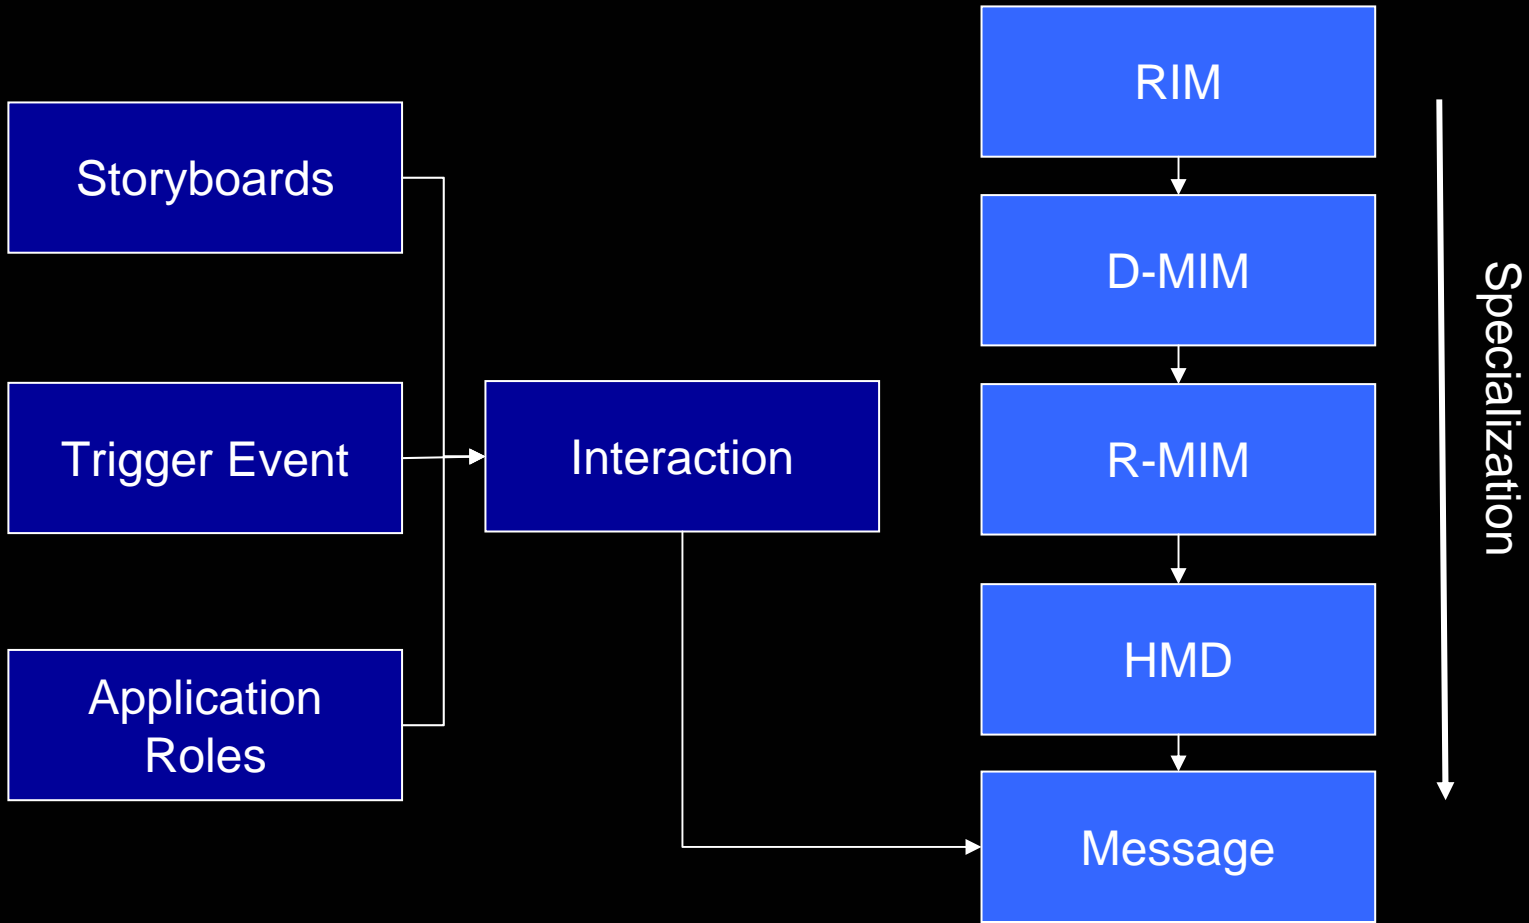 Storyboards
Trigger Event
Application
Roles
Interaction
RIM
D-MIM
R-MIM
HMD
Message
Specialization